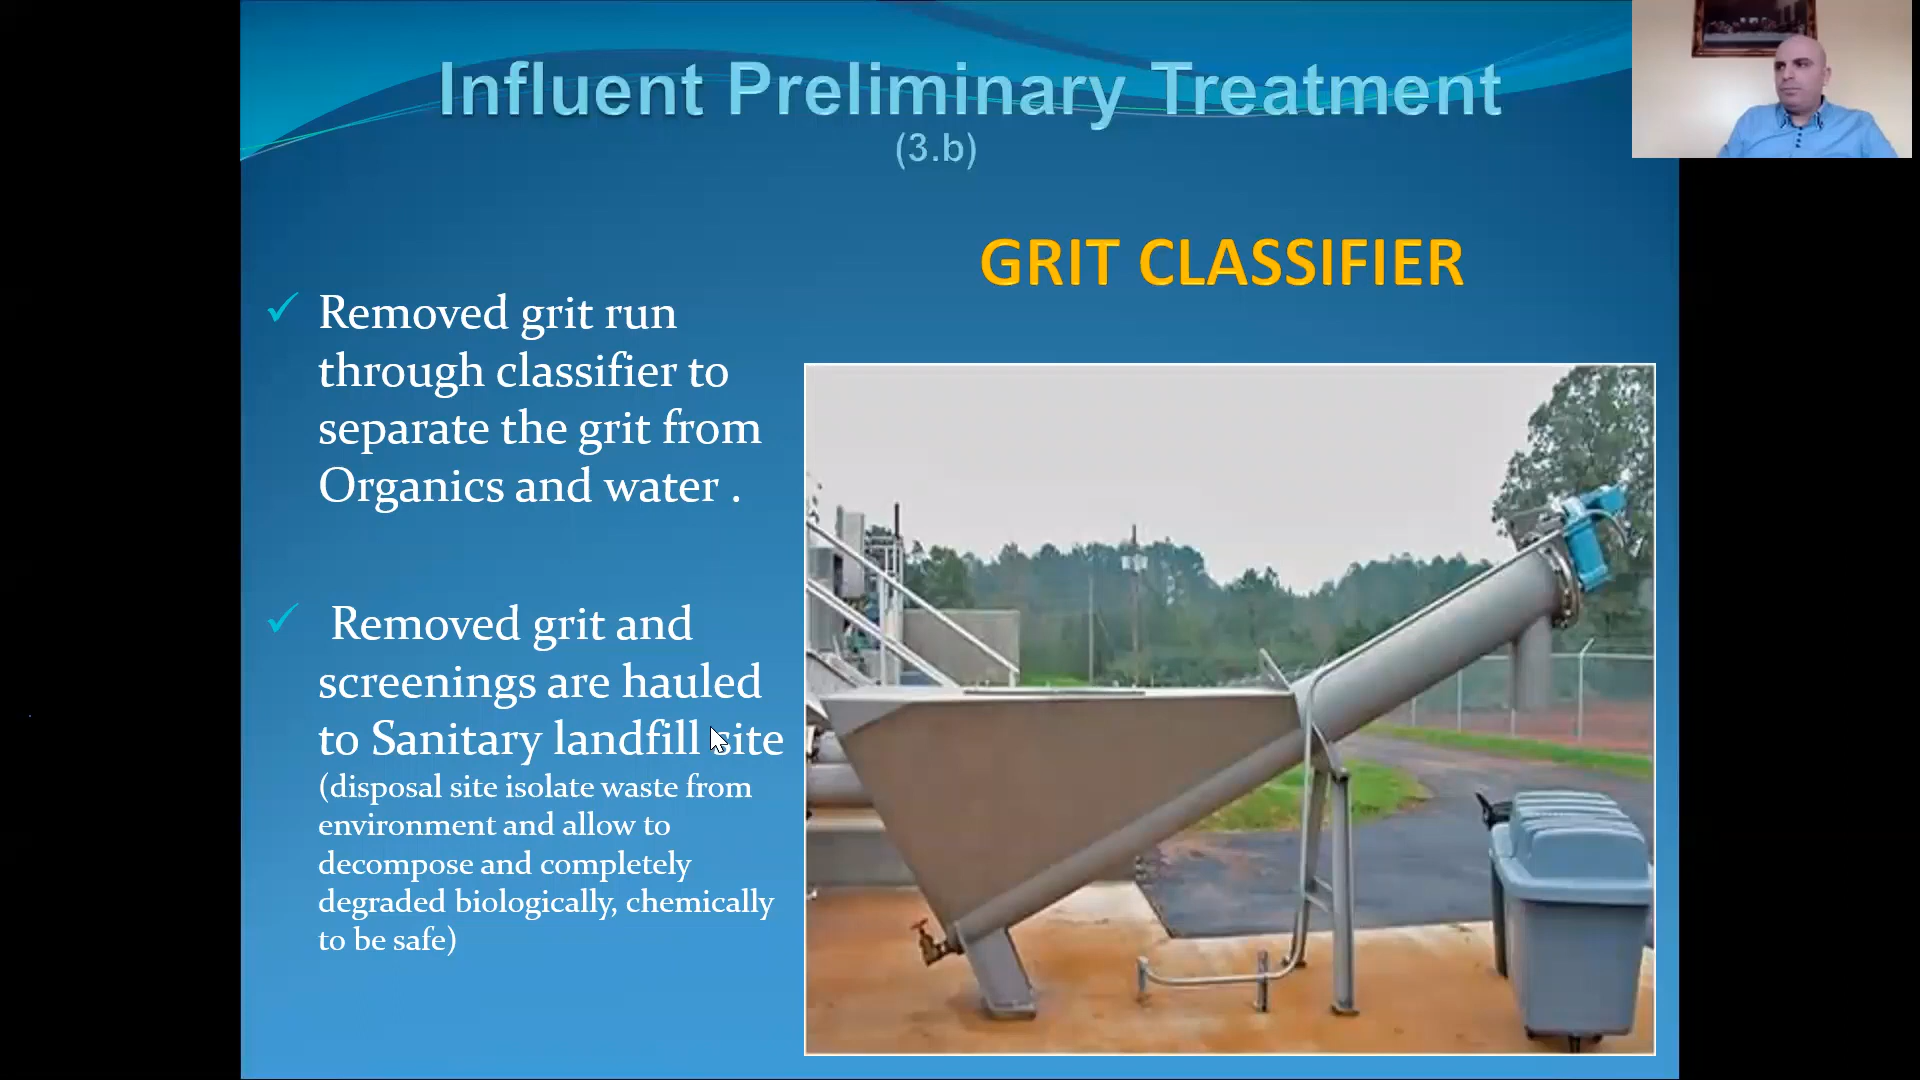 Influent Preliminary Treatment
(3.b)
GRIT CLASSIFIER
Removed grit run
through classifier to
separate the grit from
Organics and water .
Removed grit and
screenings are hauled
to Sanitary landfill site
(disposal site isolate waste from
environment and allow to
decompose and completely
degraded biologically, chemically
to be safe)